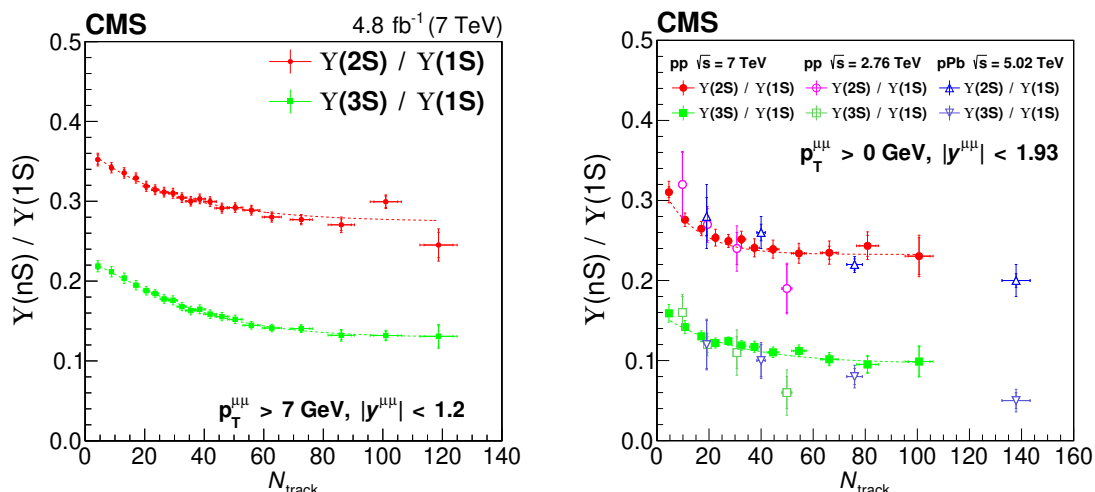 CMS
4.8 fb⁻¹ (7 TeV)
ϒ(2S) / ϒ(1S)
ϒ(3S) / ϒ(1S)
p_T^μμ > 7 GeV, |y^μμ| < 1.2
ϒ(nS) / ϒ(1S)
0.5
0.4
0.3
0.2
0.1
0.0
0 20 40 60 80 100 120 140
N_track
CMS
pp √s = 7 TeV pp √s = 2.76 TeV pPb √s = 5.02 TeV
ϒ(2S) / ϒ(1S) ϒ(2S) / ϒ(1S) ϒ(2S) / ϒ(1S)
ϒ(3S) / ϒ(1S) ϒ(3S) / ϒ(1S) ϒ(3S) / ϒ(1S)
p_T^μμ > 0 GeV, |y^μμ| < 1.93
ϒ(nS) / ϒ(1S)
0.5
0.4
0.3
0.2
0.1
0.0
0 20 40 60 80 100 120 140 160
N_track